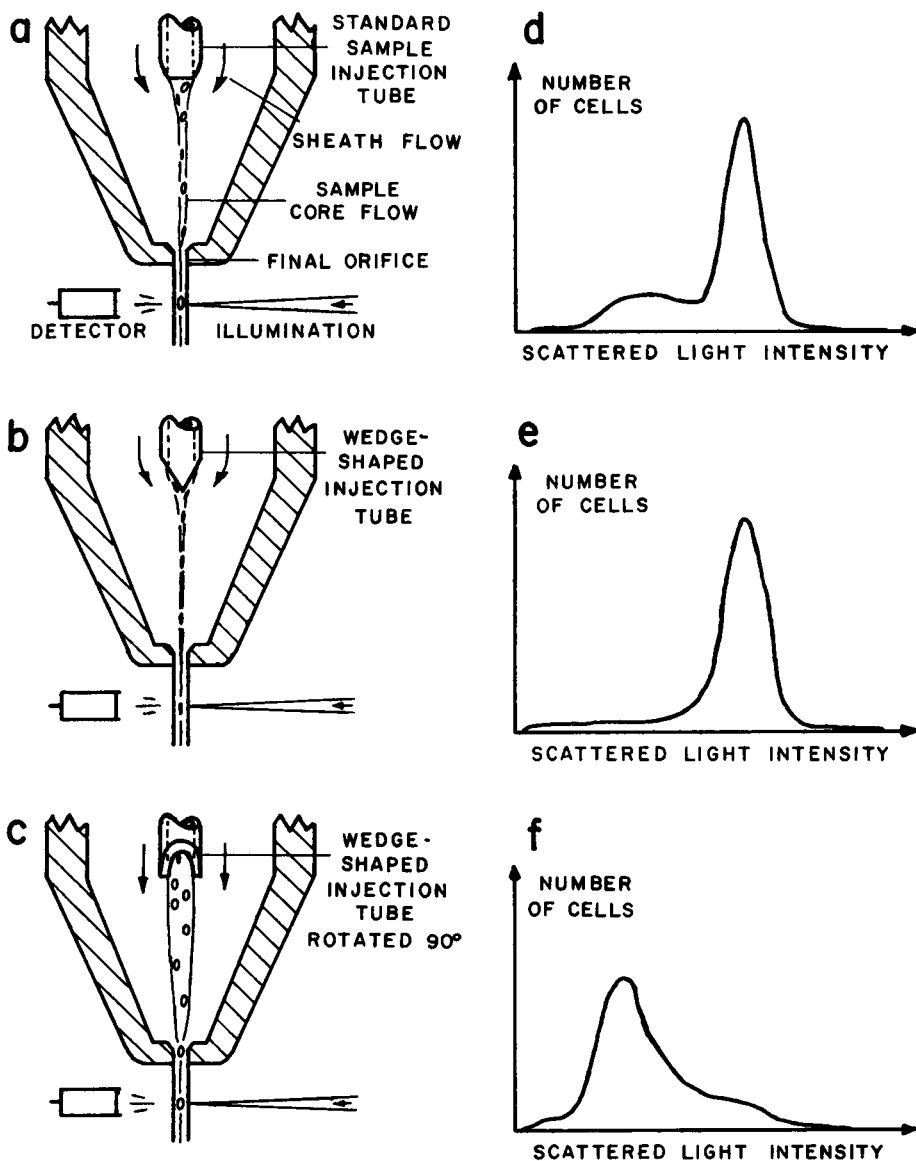 a
STANDARD
SAMPLE
INJECTION
TUBE
SHEATH FLOW
SAMPLE
CORE FLOW
FINAL ORIFICE
DETECTOR
ILLUMINATION
d
NUMBER
OF CELLS
SCATTERED LIGHT INTENSITY
b
WEDGE-
SHAPED
INJECTION
TUBE
e
NUMBER
OF CELLS
SCATTERED LIGHT INTENSITY
c
WEDGE-
SHAPED
INJECTION
TUBE
ROTATED 90°
f
NUMBER
OF CELLS
SCATTERED LIGHT INTENSITY